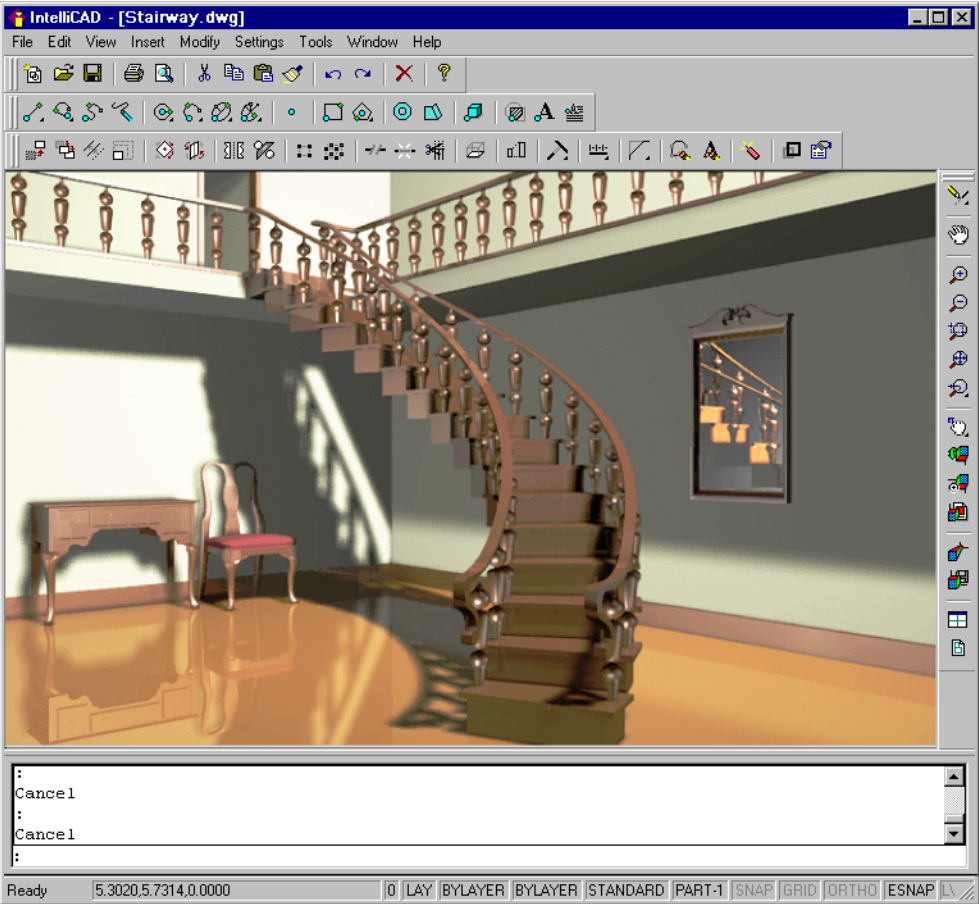 IntelliCAD - [Stairway.dwg]
File Edit View Insert Modify Settings Tools Window Help
:
Cancel
:
Cancel
:
Ready 5.3020,5.7314,0.0000 0 LAY BYLAYER BYLAYER STANDARD PART-1 SNAP GRID ORTHO ESNAP